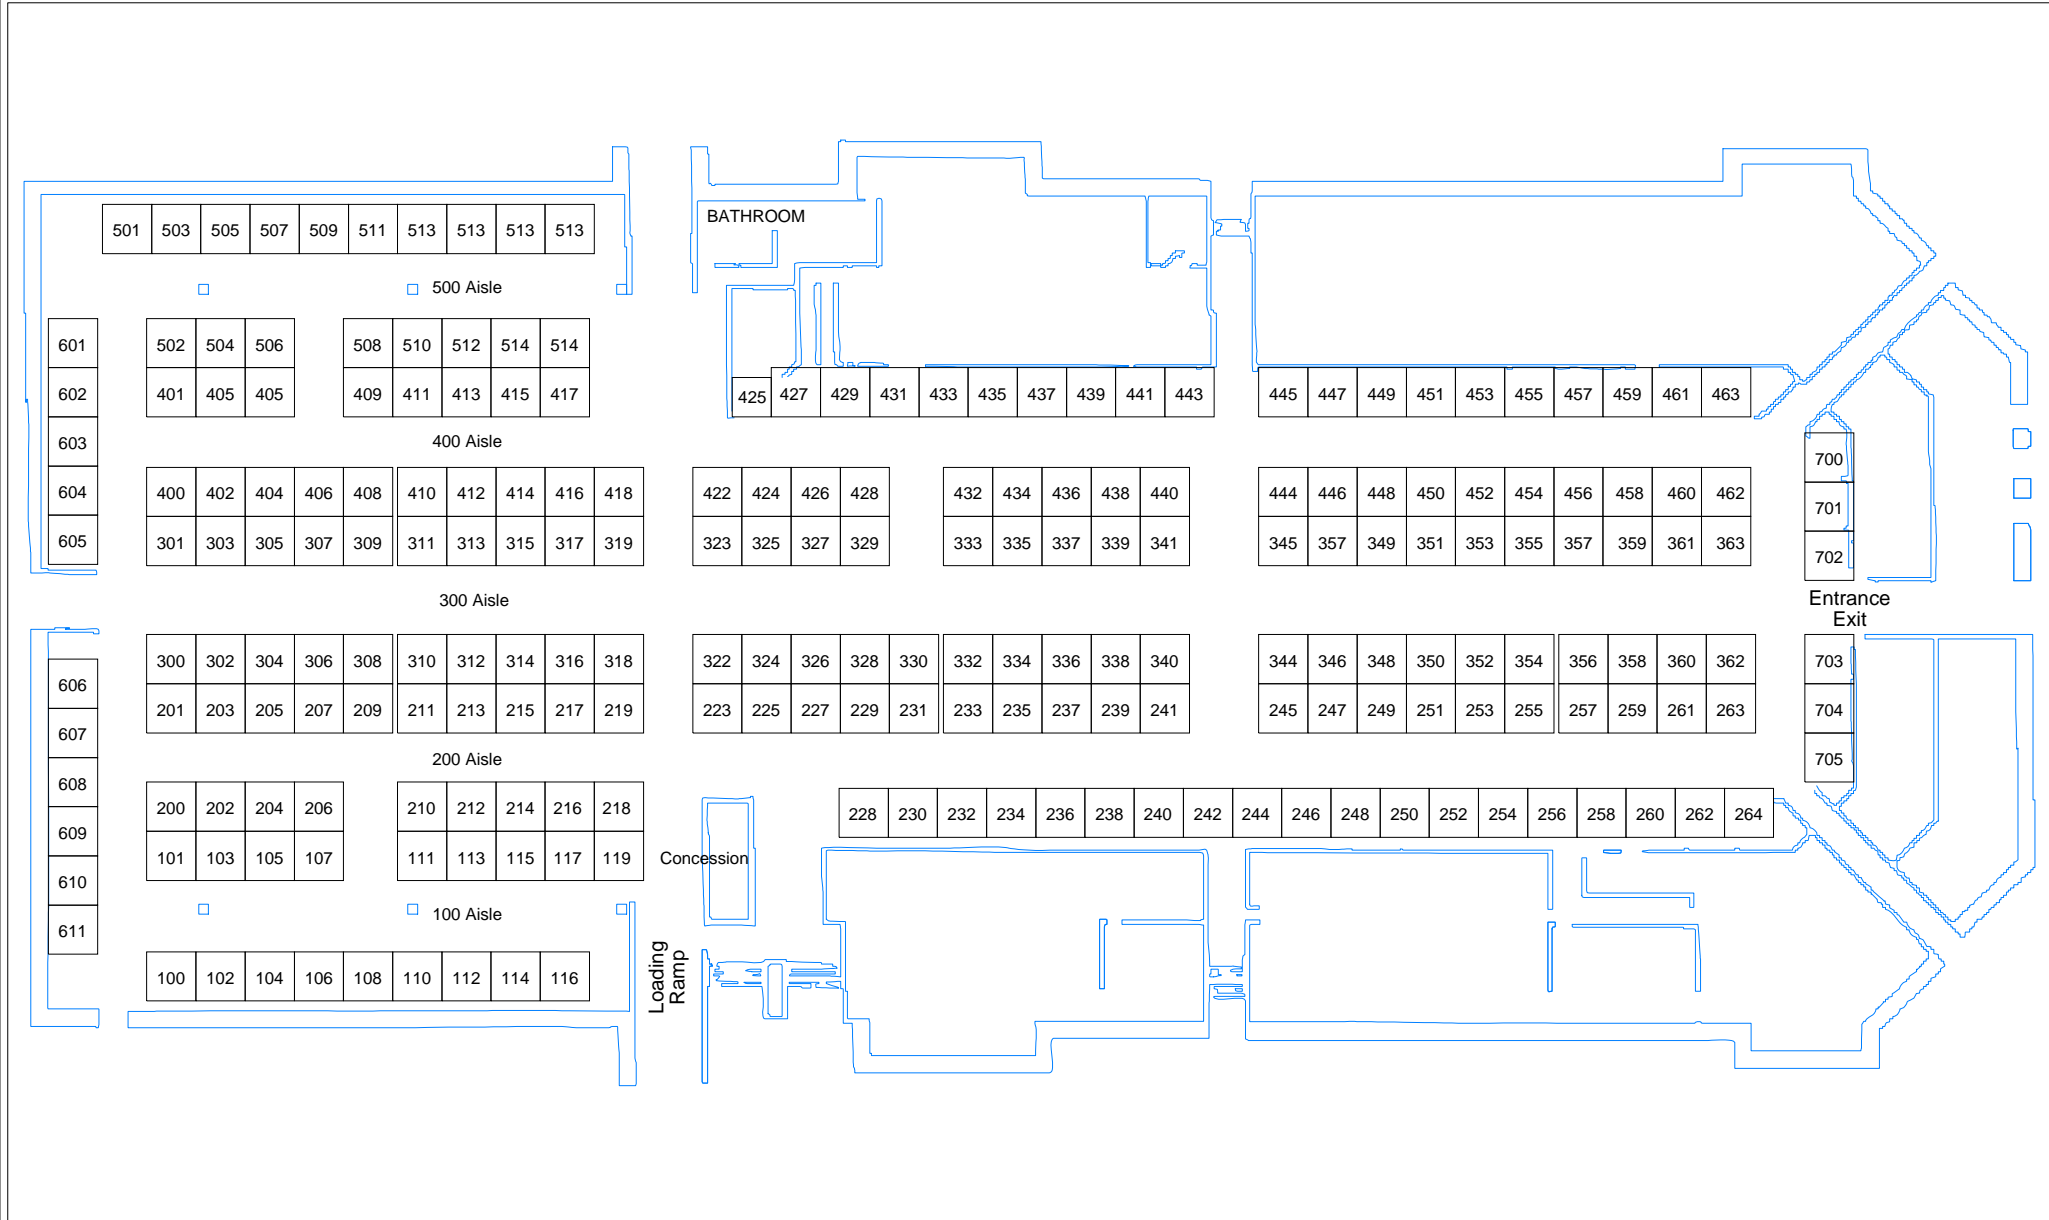 BATHROOM
501 503 505 507 509 511 513 513 513 513
500 Aisle
601 502 504 506 508 510 512 514 514
602 401 405 405 409 411 413 415 417 425 427 429 431 433 435 437 439 441 443 445 447 449 451 453 455 457 459 461 463
603 400 Aisle 700
604 400 402 404 406 408 410 412 414 416 418 422 424 426 428 432 434 436 438 440 444 446 448 450 452 454 456 458 460 462 701
605 301 303 305 307 309 311 313 315 317 319 323 325 327 329 333 335 337 339 341 345 357 349 351 353 355 357 359 361 363 702
300 Aisle
Entrance
Exit
606 300 302 304 306 308 310 312 314 316 318 322 324 326 328 330 332 334 336 338 340 344 346 348 350 352 354 356 358 360 362 703
607 201 203 205 207 209 211 213 215 217 219 223 225 227 229 231 233 235 237 239 241 245 247 249 251 253 255 257 259 261 263 704
200 Aisle 705
608 200 202 204 206 210 212 214 216 218 228 230 232 234 236 238 240 242 244 246 248 250 252 254 256 258 260 262 264
609 101 103 105 107 111 113 115 117 119 Concession
610
100 Aisle
611
100 102 104 106 108 110 112 114 116
Loading
Ramp